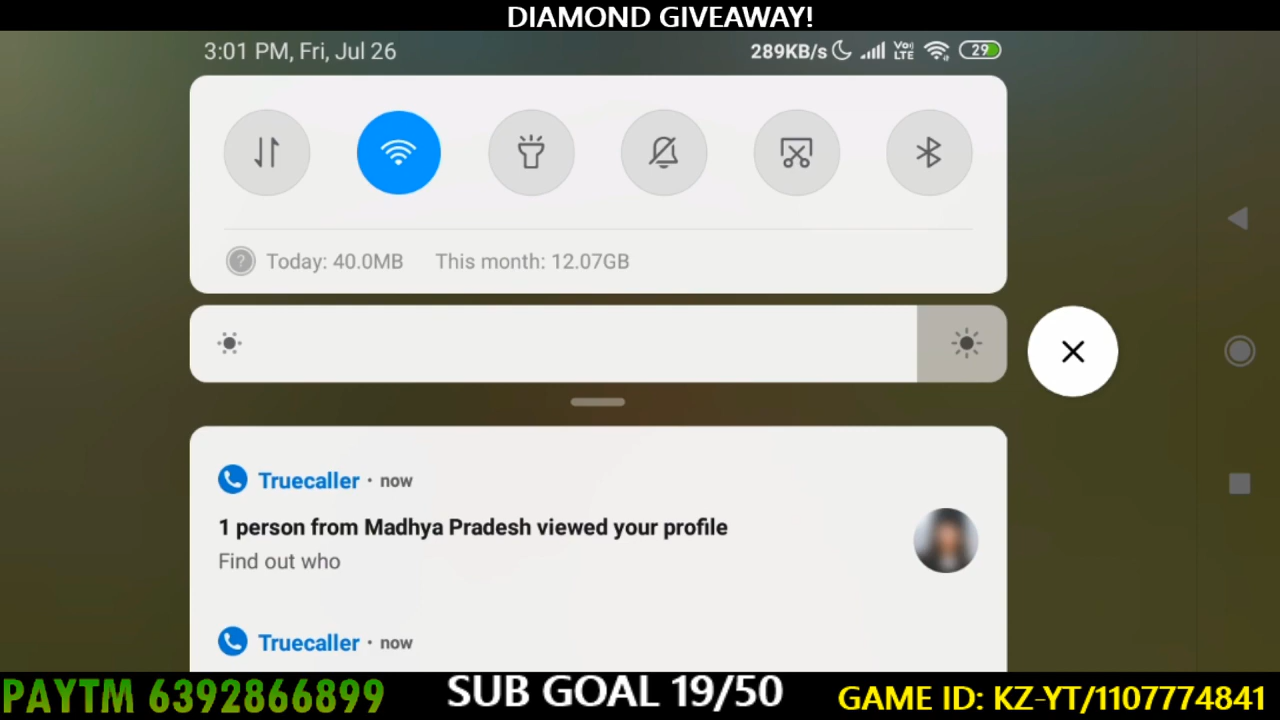 DIAMOND GIVEAWAY!
3:01 PM, Fri, Jul 26 289KB/s Vo) LTE 29
? Today: 40.0MB This month: 12.07GB
Truecaller · now
1 person from Madhya Pradesh viewed your profile
Find out who
Truecaller · now
PAYTM 6392866899 SUB GOAL 19/50 GAME ID: KZ-YT/1107774841